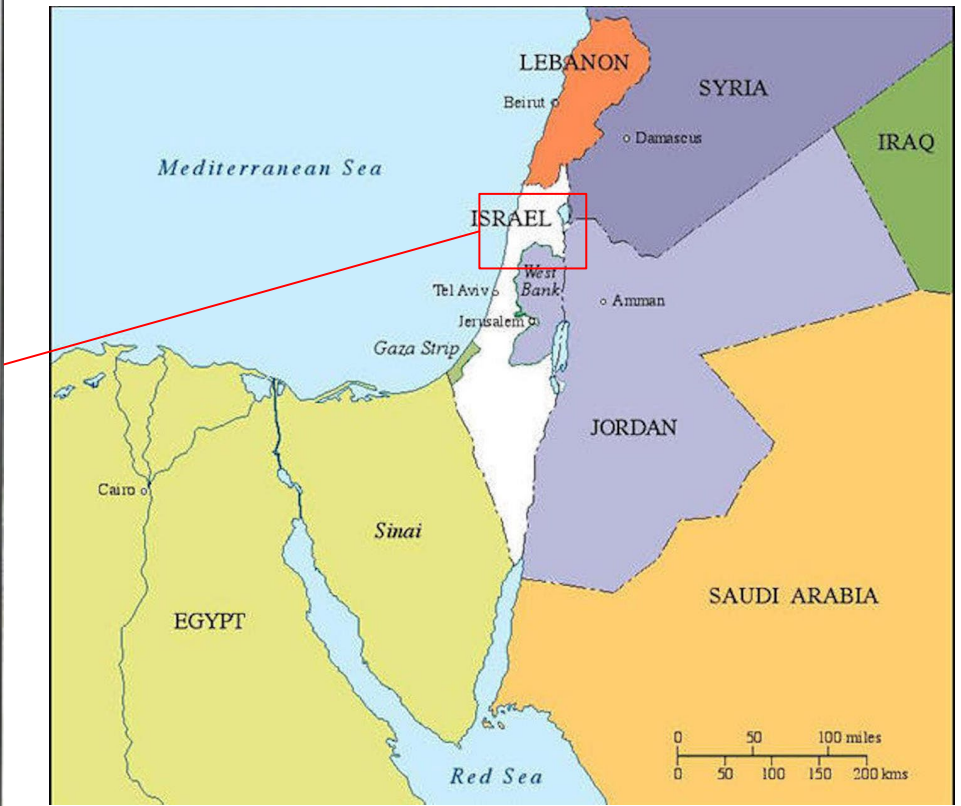 LEBANON
SYRIA
Beirut
Damascus
IRAQ
Mediterranean Sea
ISRAEL
West
Bank
Tel Aviv
Amman
Jerusalem
Gaza Strip
JORDAN
Cairo
Sinai
SAUDI ARABIA
EGYPT
0 50 100 miles
0 50 100 150 200 kms
Red Sea